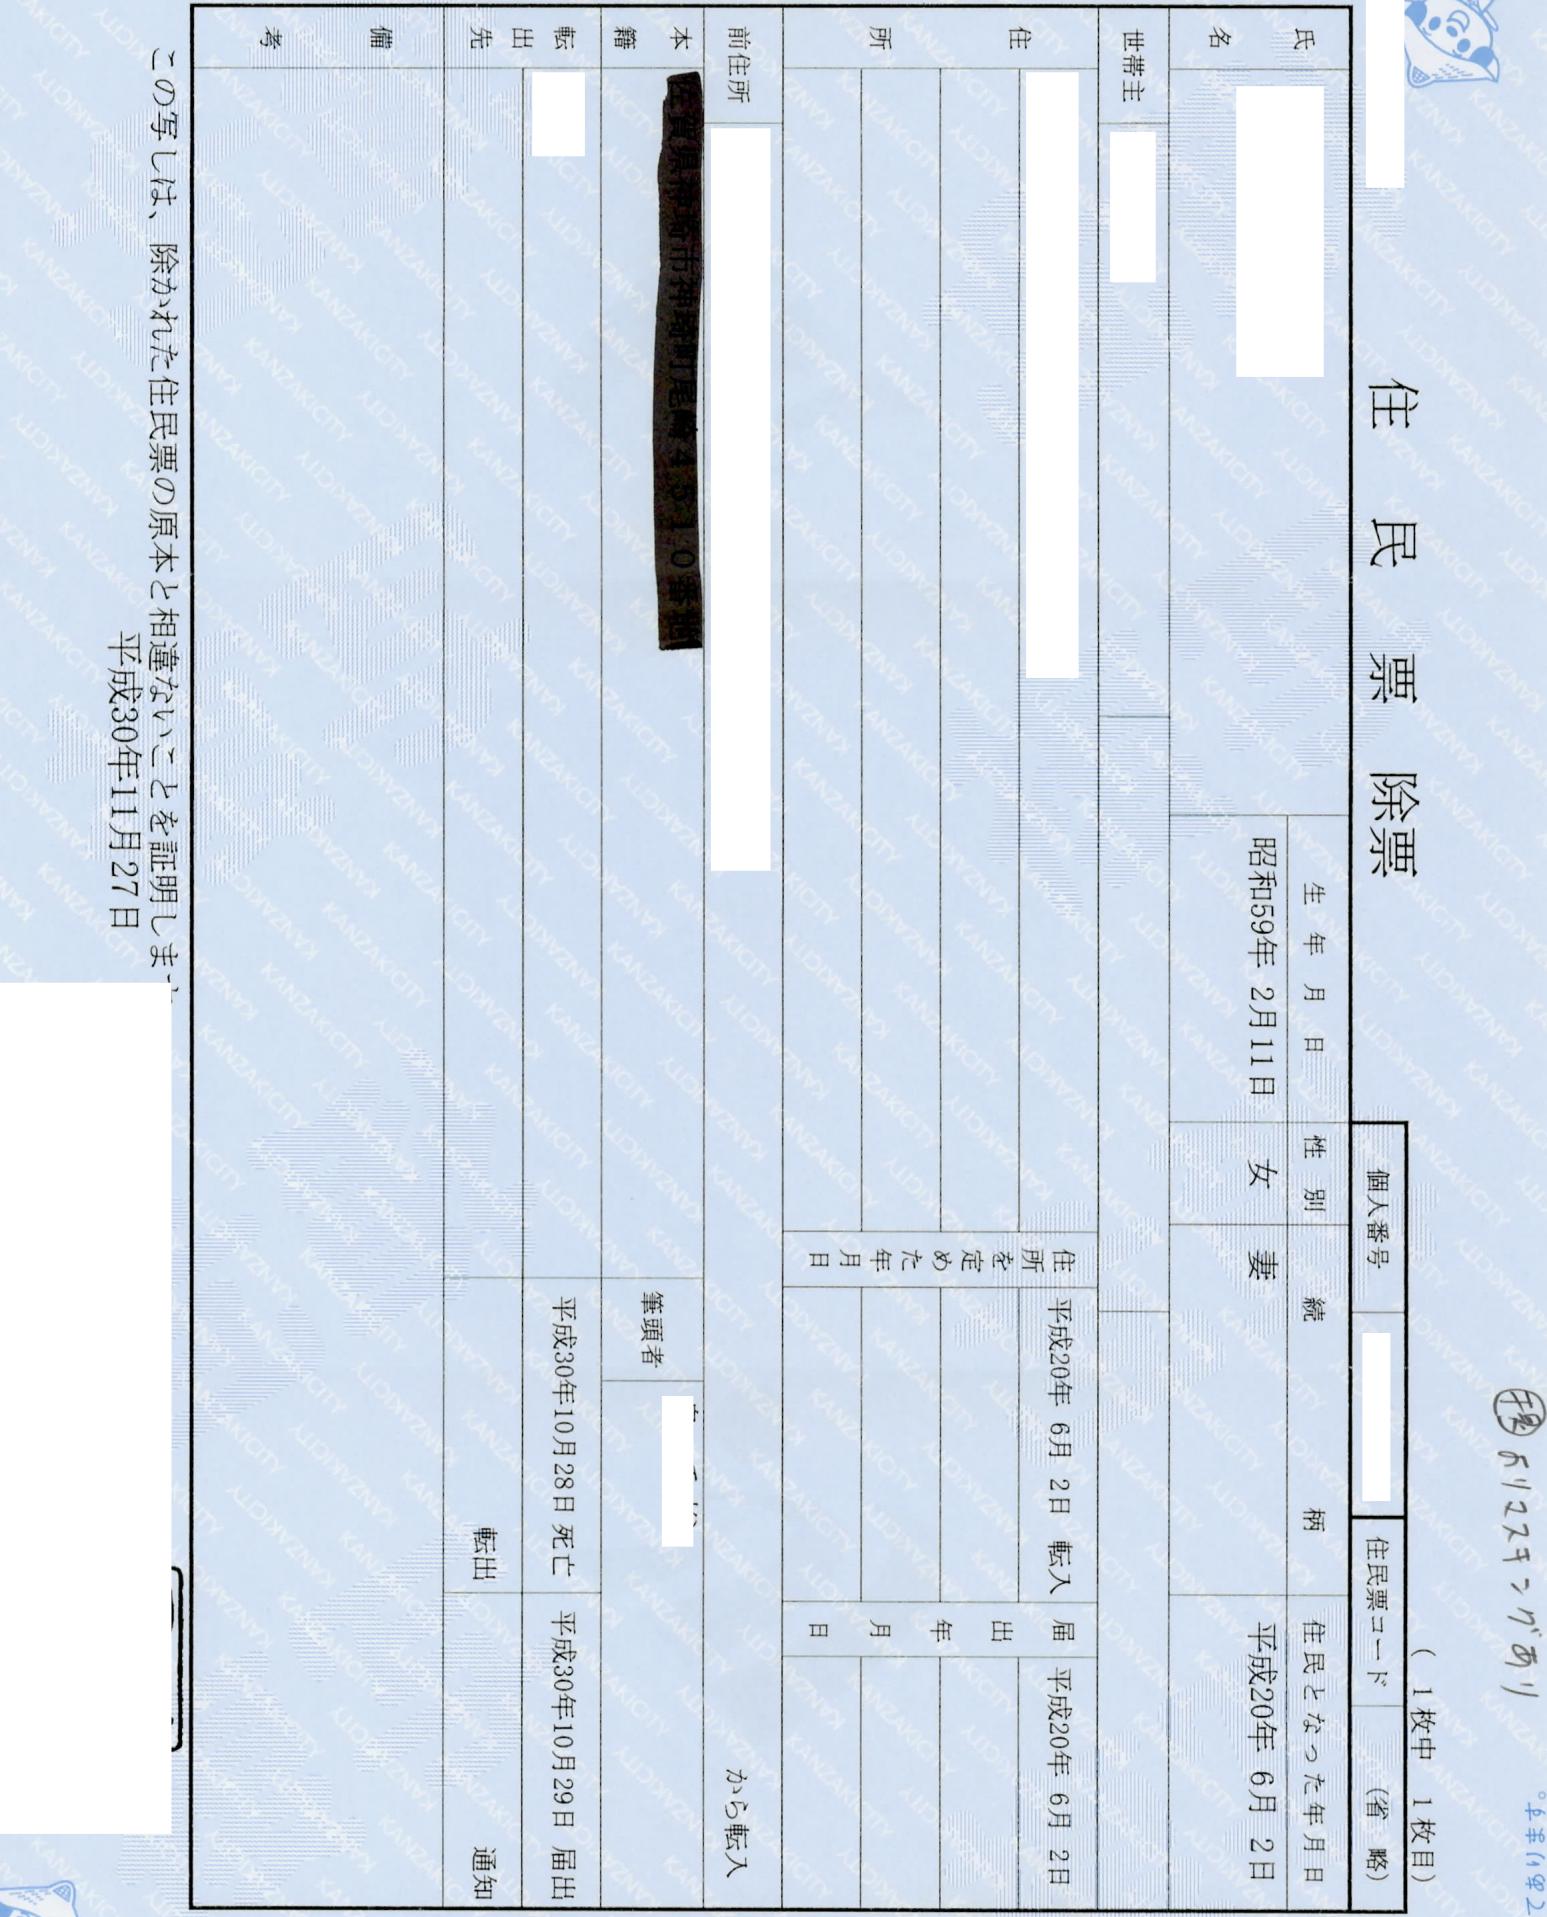 手塚よりマスキングあり
(1枚中 1枚目)
住民票 除票
個人番号
住民票コード (省略)
氏名
生年月日
性別
続柄
住民となった年月日
昭和59年 2月11日
女
妻
平成20年 6月 2日
世帯主
住所
住所を定めた年月日
届出年月日
平成20年 6月 2日 転入
平成20年 6月 2日
前住所
から転入
本籍
筆頭者
転出先
平成30年10月28日 死亡
平成30年10月29日 届出
転出
通知
備考
この写しは、除かれた住民票の原本と相違ないことを証明しま
平成30年11月27日
KANZAKICITY